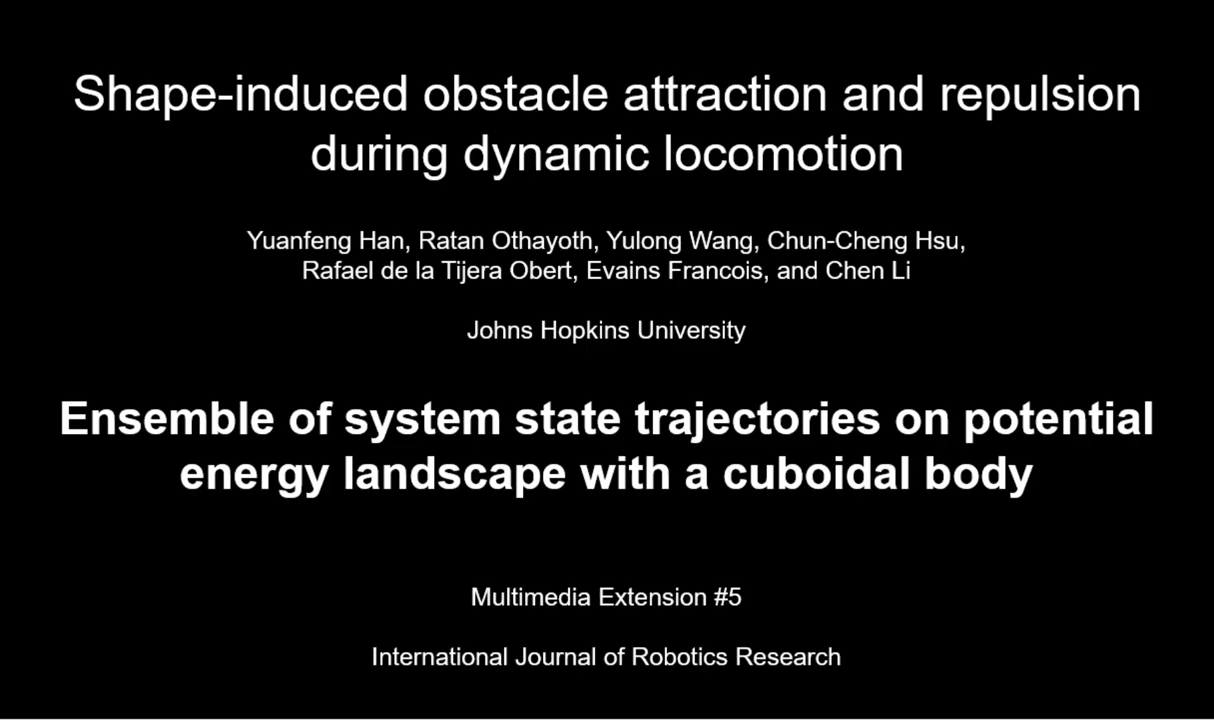 Shape-induced obstacle attraction and repulsion
during dynamic locomotion
Yuanfeng Han, Ratan Othayoth, Yulong Wang, Chun-Cheng Hsu,
Rafael de la Tijera Obert, Evains Francois, and Chen Li
Johns Hopkins University
Ensemble of system state trajectories on potential
energy landscape with a cuboidal body
Multimedia Extension #5
International Journal of Robotics Research